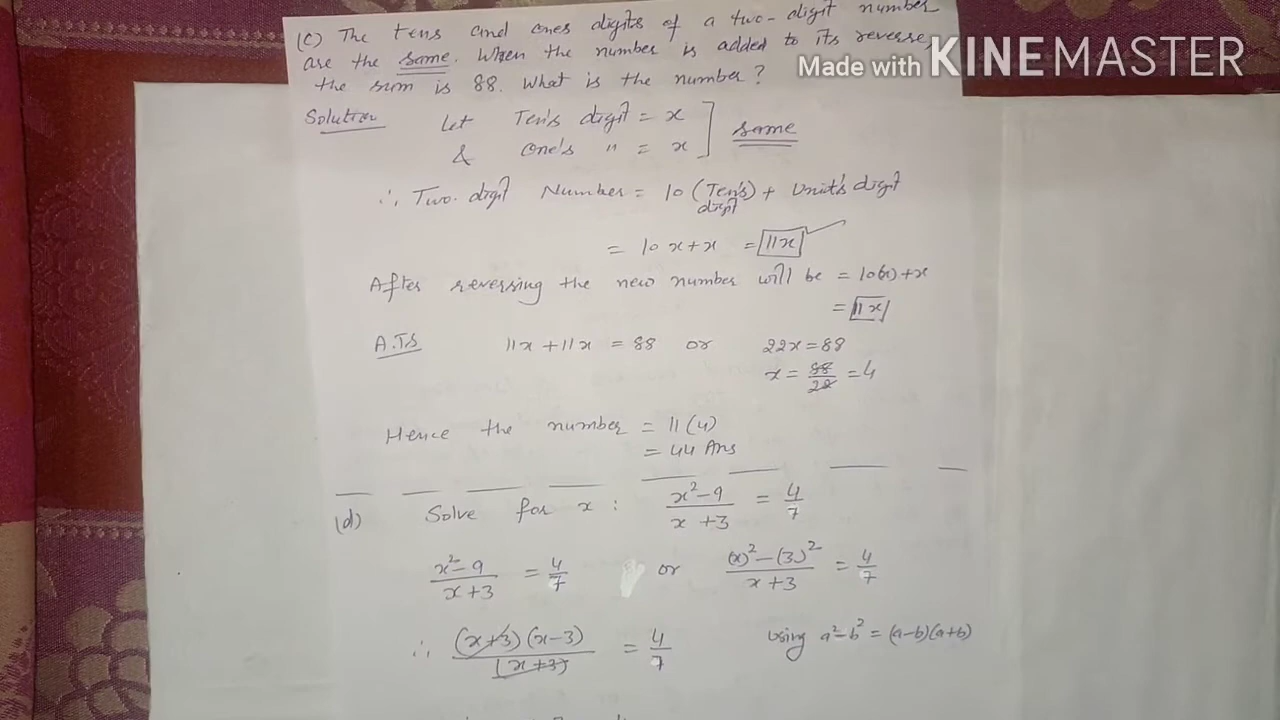 (c) The tens and ones digits of a two-digit number
are the same. When the number is added to its reverse
the sum is 88. What is the number?
Made with KINEMASTER
Solution Let Ten's digit = x
& One's " = x ] same
∴ Two-digit Number = 10 (Ten's digit) + Unit's digit
= 10x+x = 11x
After reversing the new number will be = 10(x)+x
= 11x
A.T.S 11x+11x = 88 or 22x=88
x = 88/22 = 4
Hence the number = 11(4)
= 44 Ans
(d) Solve for x : x²-9 / x+3 = 4/7
x²-9 / x+3 = 4/7 or (x)²-(3)² / x+3 = 4/7
∴ (x+3)(x-3) / (x+3) = 4/7 using a²-b² = (a-b)(a+b)